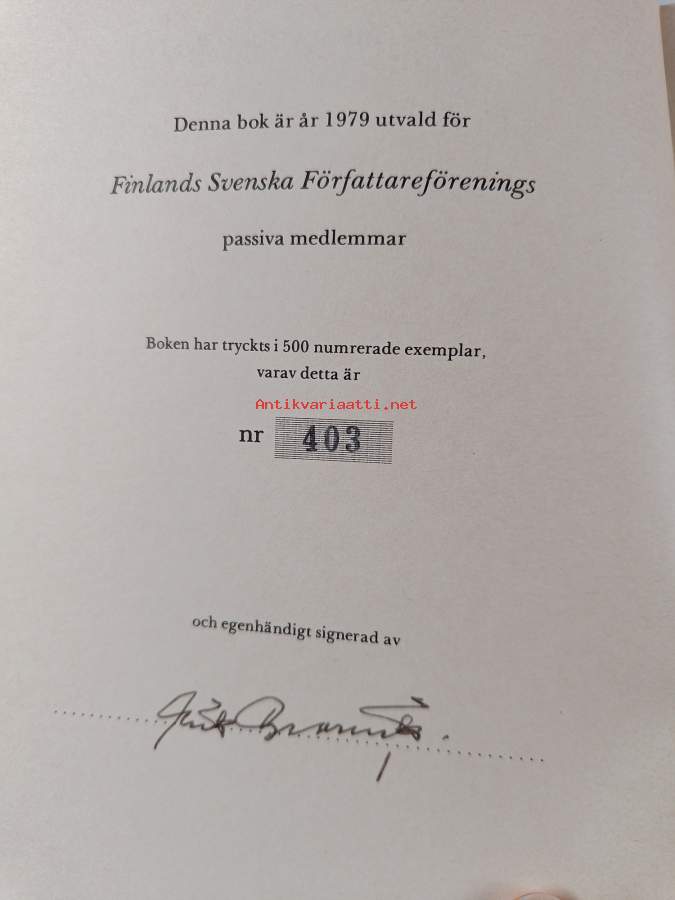 Denna bok är år 1979 utvald för
Finlands Svenska Författareförenings
passiva medlemmar
Boken har tryckts i 500 numrerade exemplar,
varav detta är
Antikvariaatti.net
nr 403
och egenhändigt signerad av